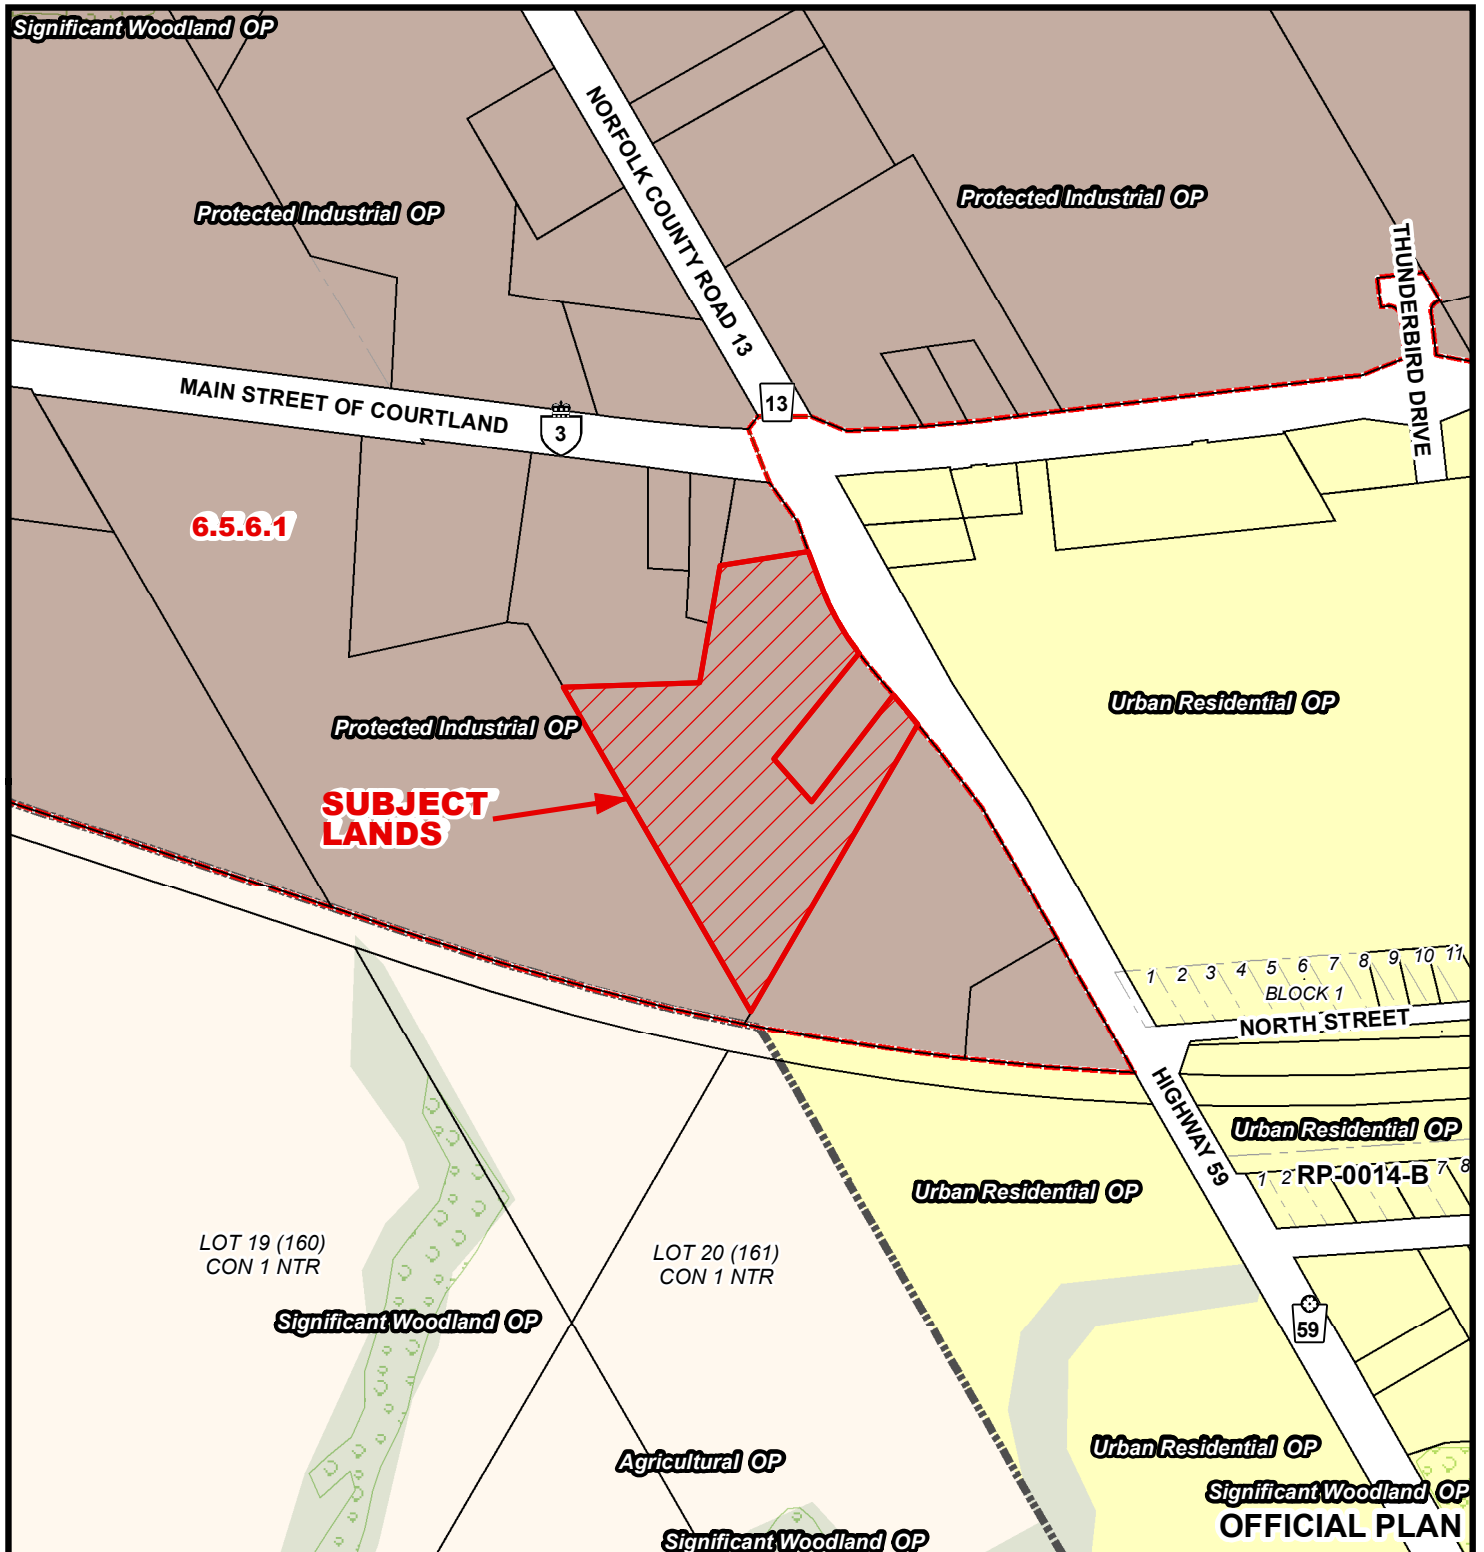 Significant Woodland OP
NORFOLK COUNTY ROAD 13
Protected Industrial OP
Protected Industrial OP
THUNDERBIRD DRIVE
MAIN STREET OF COURTLAND
3
13
6.5.6.1
Urban Residential OP
Protected Industrial OP
SUBJECT
LANDS
1 2 3 4 5 6 7 8 9 10 11
BLOCK 1
NORTH STREET
HIGHWAY 59
Urban Residential OP
1 2 RP-0014-B 7 8
Urban Residential OP
LOT 19 (160)
CON 1 NTR
LOT 20 (161)
CON 1 NTR
Significant Woodland OP
59
Urban Residential OP
Agricultural OP
Significant Woodland OP
OFFICIAL PLAN
Significant Woodland OP